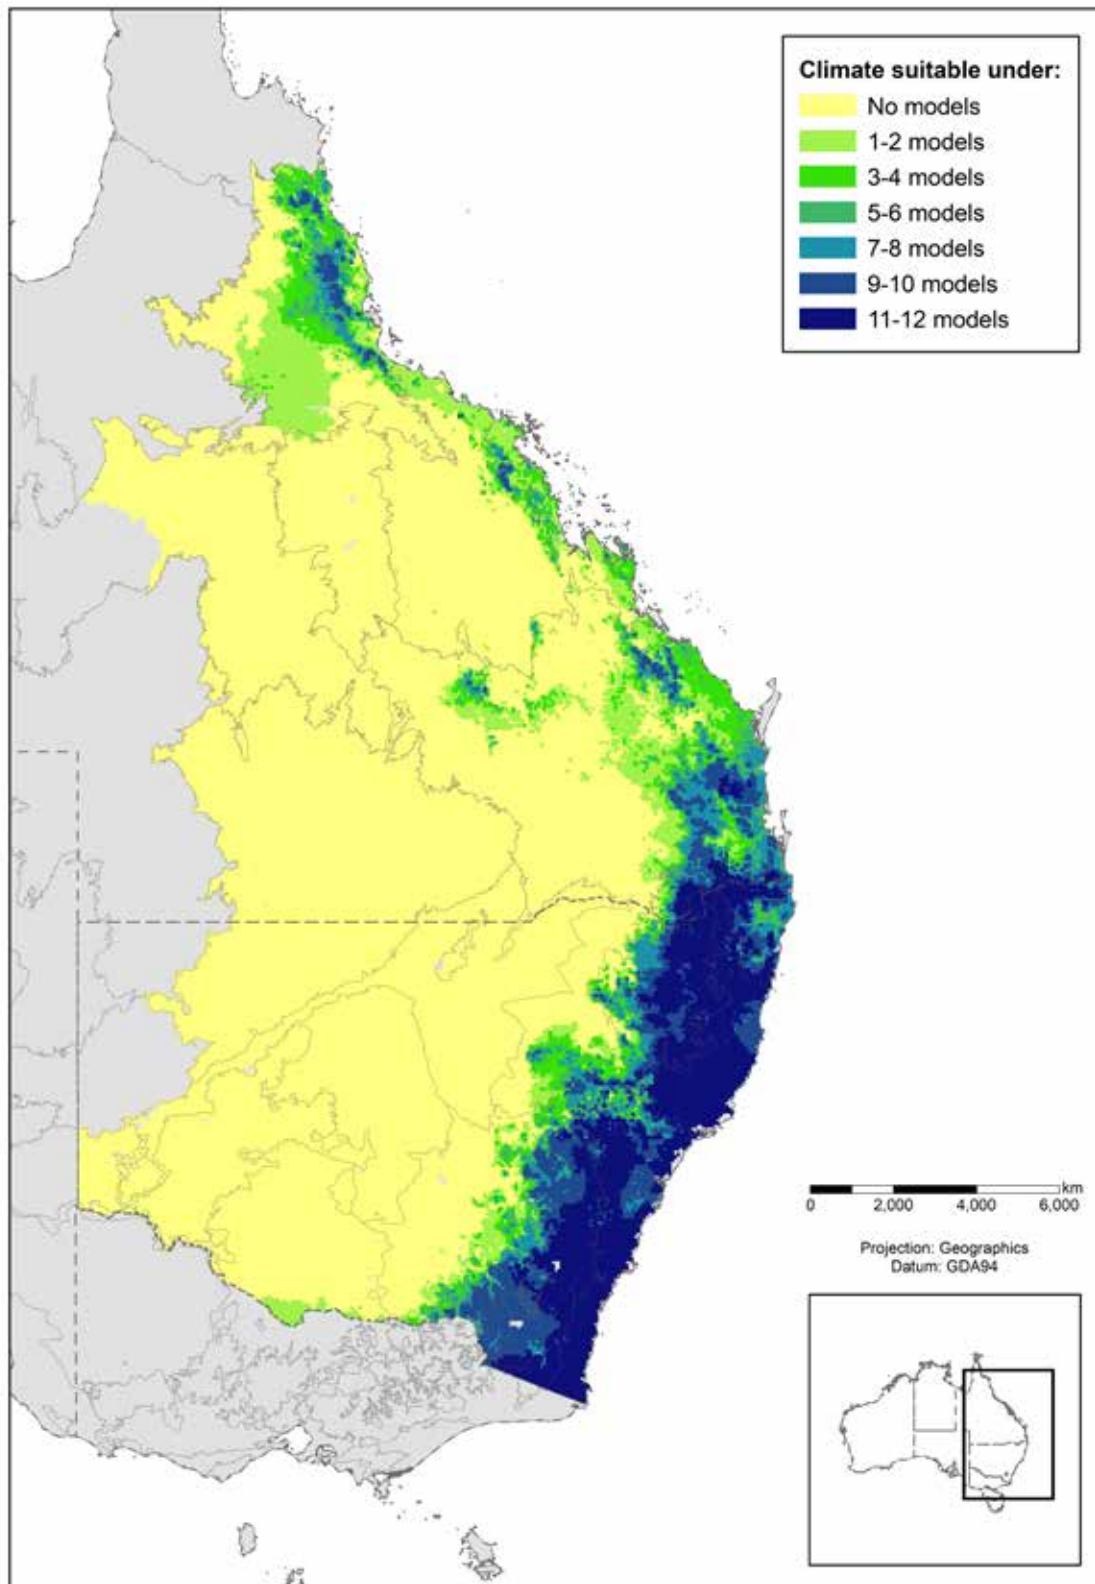 Climate suitable under:
No models
1-2 models
3-4 models
5-6 models
7-8 models
9-10 models
11-12 models
km
0 2,000 4,000 6,000
Projection: Geographics
Datum: GDA94